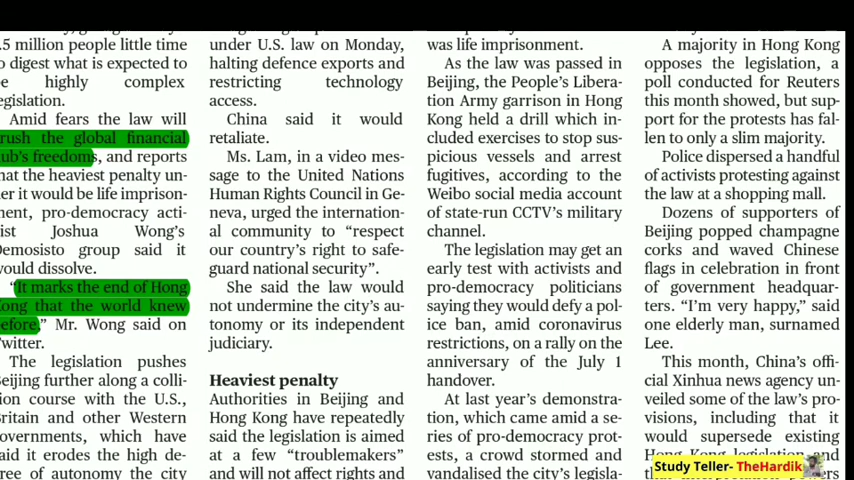 .5 million people little time
to digest what is expected to
be highly complex
legislation.
Amid fears the law will
crush the global financial
hub's freedoms, and reports
that the heaviest penalty un-
der it would be life imprison-
ment, pro-democracy acti-
vist Joshua Wong's
Demosisto group said it
would dissolve.
"It marks the end of Hong
Kong that the world knew
before," Mr. Wong said on
Twitter.
The legislation pushes
Beijing further along a colli-
sion course with the U.S.,
Britain and other Western
governments, which have
said it erodes the high de-
gree of autonomy the city
under U.S. law on Monday,
halting defence exports and
restricting technology
access.
China said it would
retaliate.
Ms. Lam, in a video mes-
sage to the United Nations
Human Rights Council in Ge-
neva, urged the internation-
al community to "respect
our country's right to safe-
guard national security".
She said the law would
not undermine the city's au-
tonomy or its independent
judiciary.
Heaviest penalty
Authorities in Beijing and
Hong Kong have repeatedly
said the legislation is aimed
at a few "troublemakers"
and will not affect rights and
was life imprisonment.
As the law was passed in
Beijing, the People's Libera-
tion Army garrison in Hong
Kong held a drill which in-
cluded exercises to stop sus-
picious vessels and arrest
fugitives, according to the
Weibo social media account
of state-run CCTV's military
channel.
The legislation may get an
early test with activists and
pro-democracy politicians
saying they would defy a pol-
ice ban, amid coronavirus
restrictions, on a rally on the
anniversary of the July 1
handover.
At last year's demonstra-
tion, which came amid a se-
ries of pro-democracy prot-
ests, a crowd stormed and
vandalised the city's legisla-
A majority in Hong Kong
opposes the legislation, a
poll conducted for Reuters
this month showed, but sup-
port for the protests has fal-
len to only a slim majority.
Police dispersed a handful
of activists protesting against
the law at a shopping mall.
Dozens of supporters of
Beijing popped champagne
corks and waved Chinese
flags in celebration in front
of government headquar-
ters. "I'm very happy," said
one elderly man, surnamed
Lee.
This month, China's offi-
cial Xinhua news agency un-
veiled some of the law's pro-
visions, including that it
would supersede existing
Hong Kong legislation and
Study Teller- TheHardik